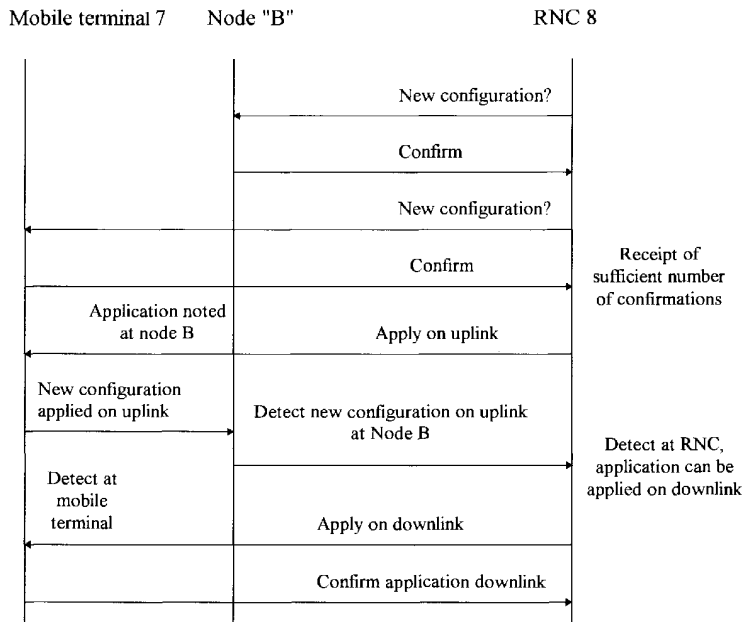 Mobile terminal 7
Node "B"
RNC 8
New configuration?
Confirm
New configuration?
Confirm
Receipt of
sufficient number
of confirmations
Application noted
at node B
Apply on uplink
New configuration
applied on uplink
Detect new configuration on uplink
at Node B
Detect at RNC,
application can be
applied on downlink
Detect at
mobile
terminal
Apply on downlink
Confirm application downlink